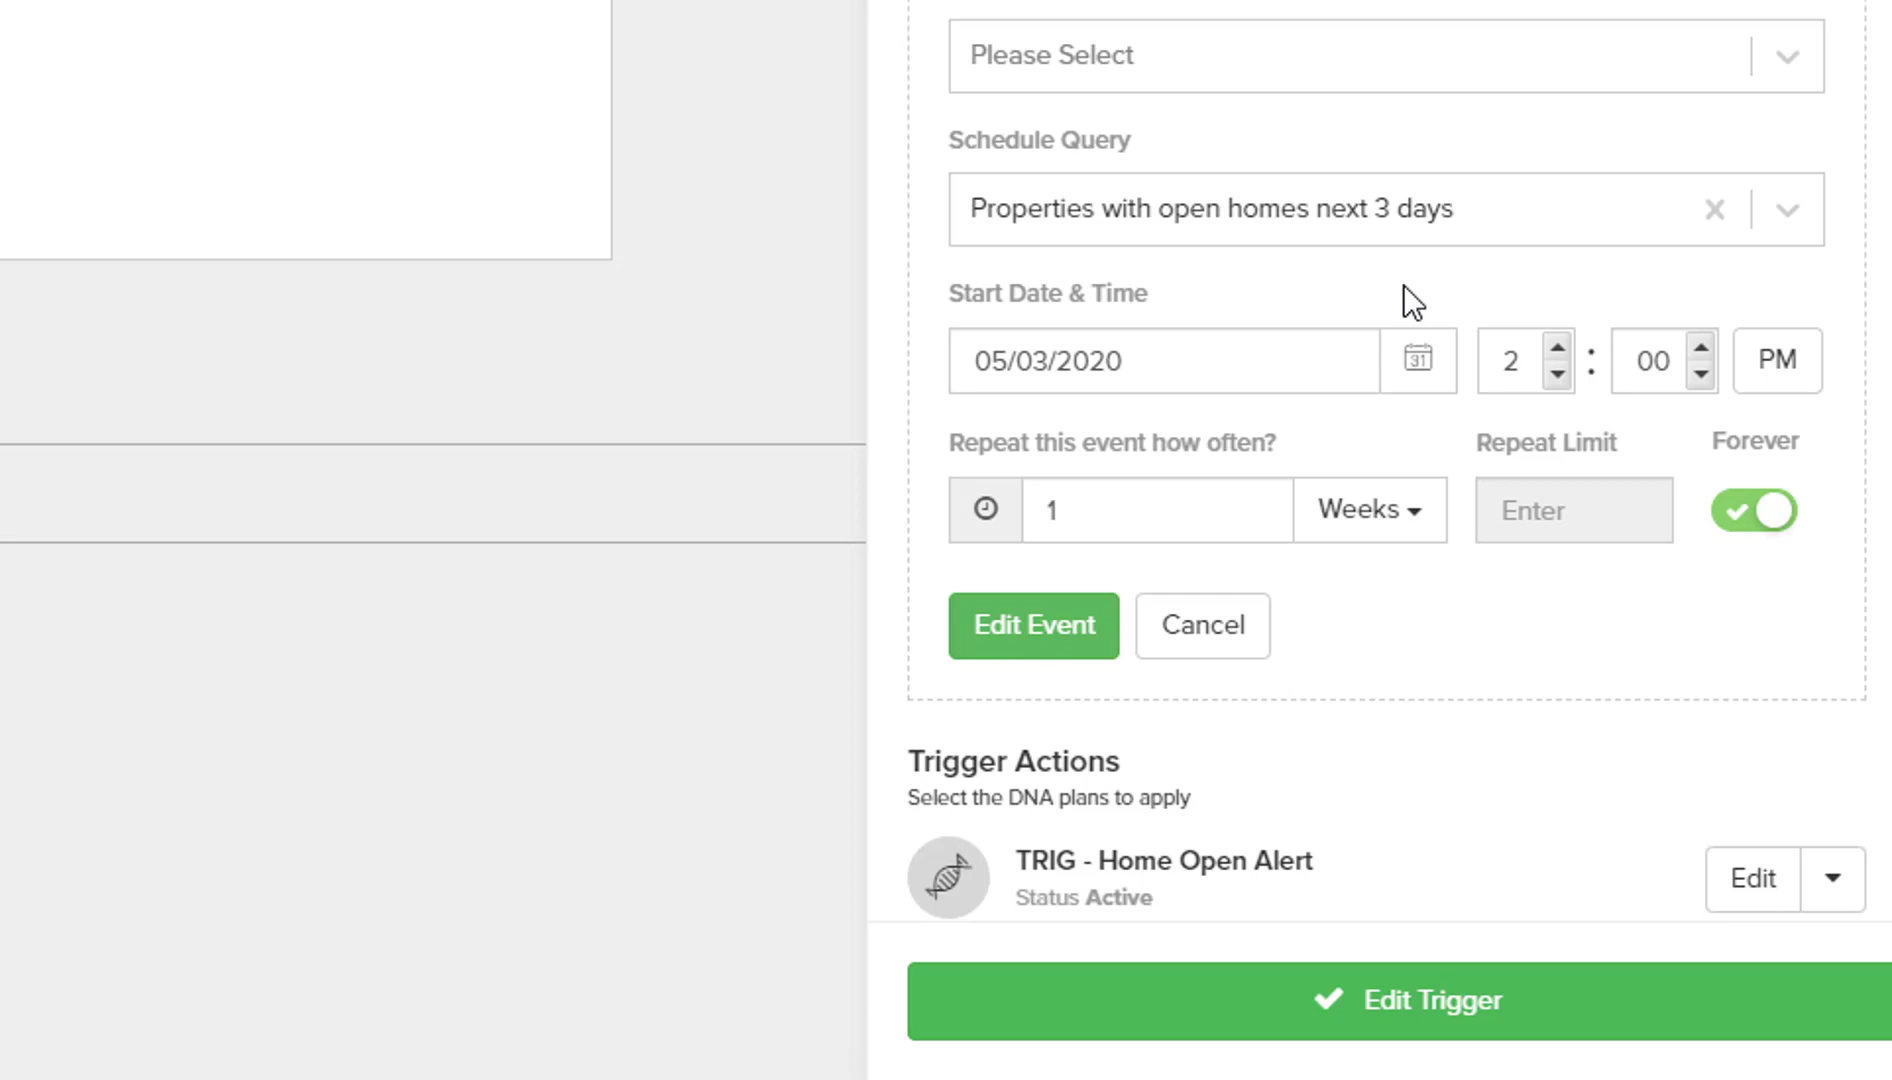 Please Select
Schedule Query
Properties with open homes next 3 days
Start Date & Time
05/03/2020 31 2 : 00 PM
Repeat this event how often? Repeat Limit Forever
1 Weeks Enter
Edit Event Cancel
Trigger Actions
Select the DNA plans to apply
TRIG - Home Open Alert
Status Active
Edit
Edit Trigger